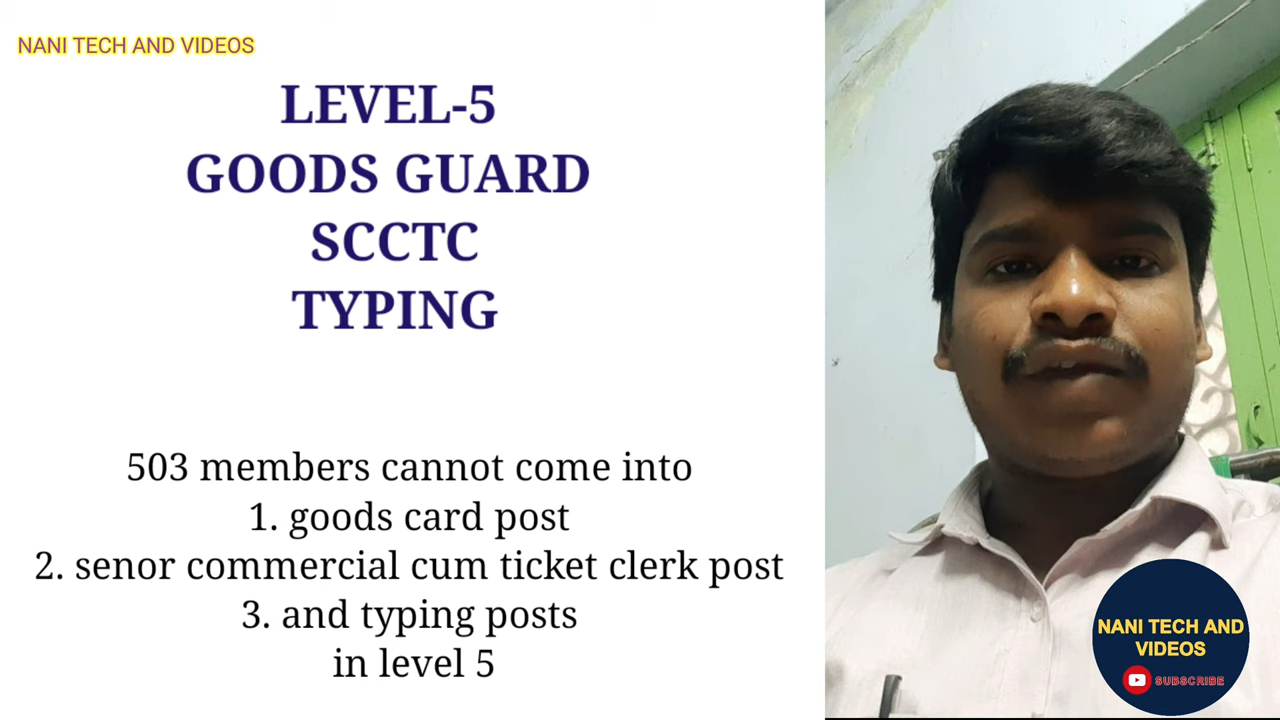 NANI TECH AND VIDEOS
LEVEL-5
GOODS GUARD
SCCTC
TYPING
503 members cannot come into
1. goods card post
2. senor commercial cum ticket clerk post
3. and typing posts
in level 5
NANI TECH AND
VIDEOS
SUBSCRIBE